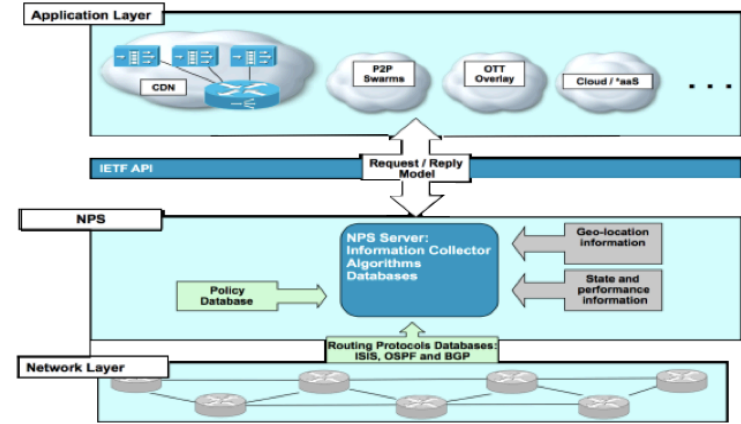 Application Layer
CDN
P2P
Swarms
OTT
Overlay
Cloud / *aaS
. . .
IETF API
Request / Reply
Model
NPS
NPS Server:
Information Collector
Algorithms
Databases
Geo-location
information
Policy
Database
State and
performance
information
Routing Protocols Databases:
ISIS, OSPF and BGP
Network Layer